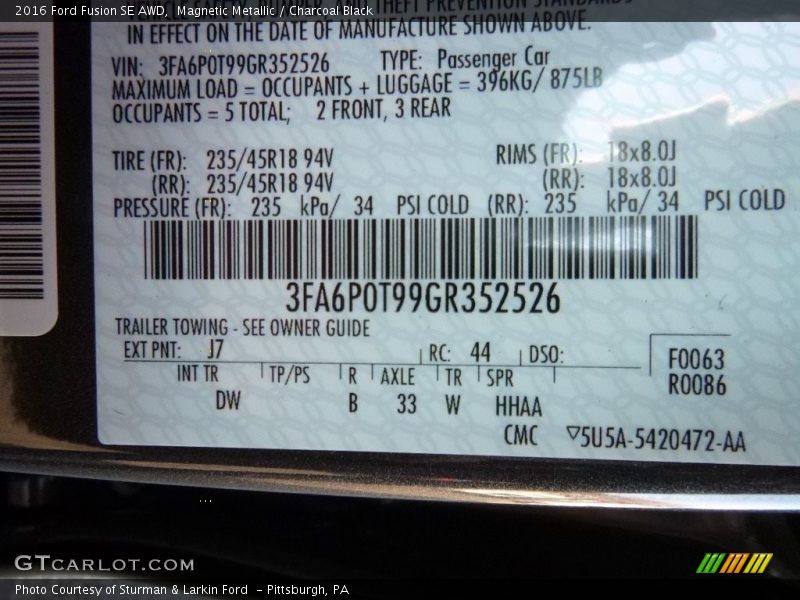 2016 Ford Fusion SE AWD, Magnetic Metallic / Charcoal Black
THEFT PREVENTION STANDARDS
IN EFFECT ON THE DATE OF MANUFACTURE SHOWN ABOVE.
VIN: 3FA6P0T99GR352526 TYPE: Passenger Car
MAXIMUM LOAD = OCCUPANTS + LUGGAGE = 396KG/ 875LB
OCCUPANTS = 5 TOTAL; 2 FRONT, 3 REAR
TIRE (FR): 235/45R18 94V RIMS (FR): 18x8.0J
(RR): 235/45R18 94V (RR): 18x8.0J
PRESSURE (FR): 235 kPa/ 34 PSI COLD (RR): 235 kPa/ 34 PSI COLD
3FA6P0T99GR352526
TRAILER TOWING - SEE OWNER GUIDE
EXT PNT: J7 RC: 44 DSO: F0063
INT TR TP/PS R AXLE TR SPR R0086
DW B 33 W HHAA
CMC ▽5U5A-5420472-AA
GTcarlot.com
Photo Courtesy of Sturman & Larkin Ford - Pittsburgh, PA